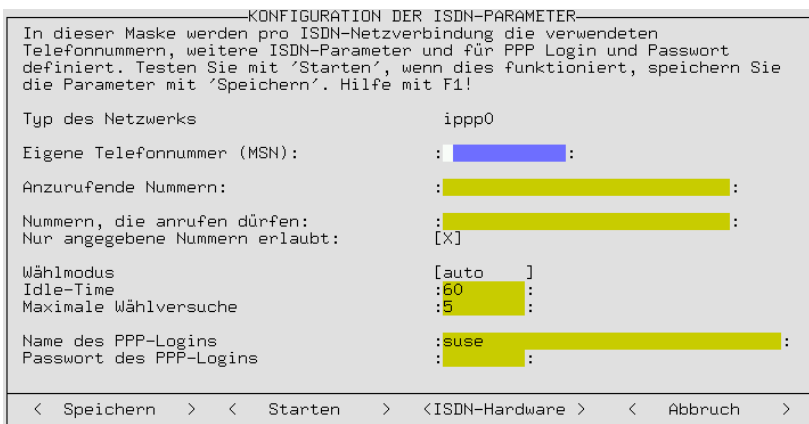 KONFIGURATION DER ISDN-PARAMETER
In dieser Maske werden pro ISDN-Netzverbindung die verwendeten
Telefonnummern, weitere ISDN-Parameter und für PPP Login und Passwort
definiert. Testen Sie mit ´Starten´, wenn dies funktioniert, speichern Sie
die Parameter mit ´Speichern´. Hilfe mit F1!
Typ des Netzwerks ippp0
Eigene Telefonnummer (MSN): : :
Anzurufende Nummern: : :
Nummern, die anrufen dürfen: : :
Nur angegebene Nummern erlaubt: [X]
Wählmodus [auto ]
Idle-Time :60 :
Maximale Wählversuche :5 :
Name des PPP-Logins :suse :
Passwort des PPP-Logins : :
< Speichern > < Starten > <ISDN-Hardware > < Abbruch >